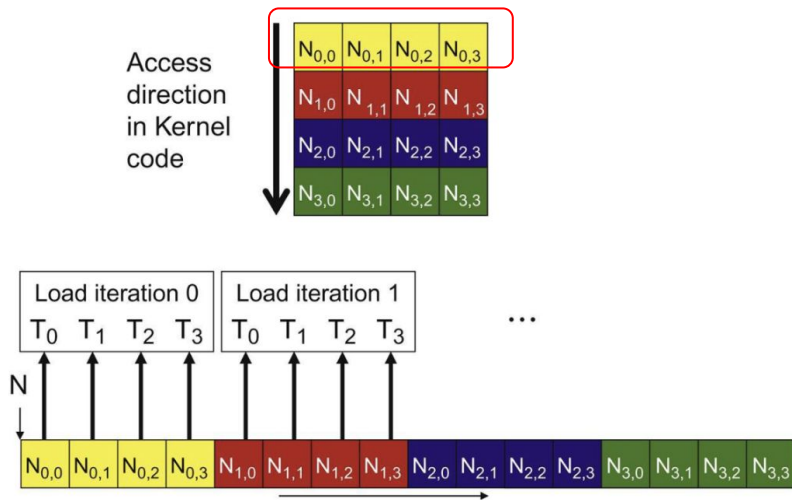 Access
direction
in Kernel
code
N0,0 N0,1 N0,2 N0,3
N1,0 N1,1 N1,2 N1,3
N2,0 N2,1 N2,2 N2,3
N3,0 N3,1 N3,2 N3,3
Load iteration 0
T0 T1 T2 T3
Load iteration 1
T0 T1 T2 T3
...
N
N0,0 N0,1 N0,2 N0,3 N1,0 N1,1 N1,2 N1,3 N2,0 N2,1 N2,2 N2,3 N3,0 N3,1 N3,2 N3,3